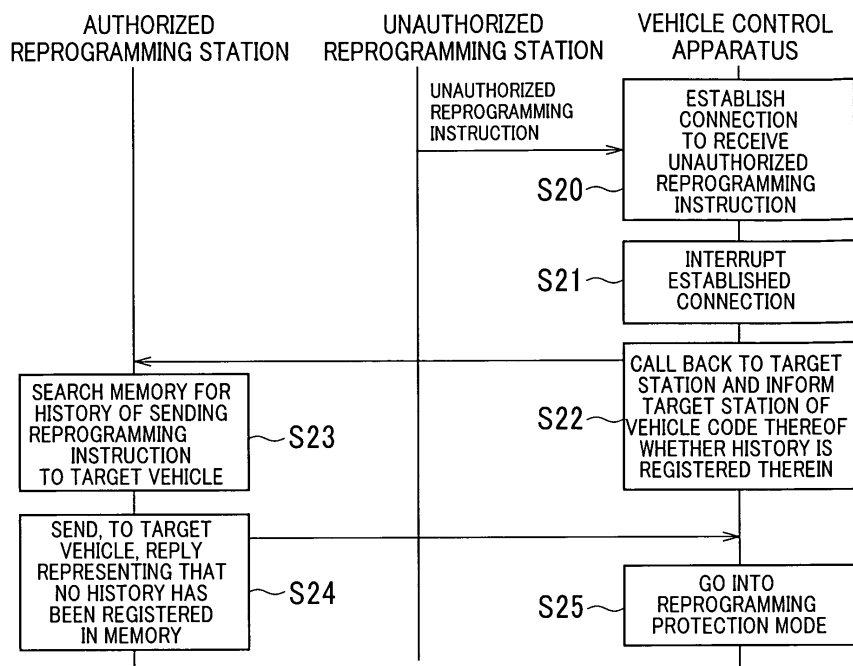 AUTHORIZED
REPROGRAMMING STATION
UNAUTHORIZED
REPROGRAMMING STATION
VEHICLE CONTROL
APPARATUS
UNAUTHORIZED
REPROGRAMMING
INSTRUCTION
ESTABLISH
CONNECTION
TO RECEIVE
UNAUTHORIZED
REPROGRAMMING
INSTRUCTION
S20
INTERRUPT
ESTABLISHED
CONNECTION
S21
CALL BACK TO TARGET
STATION AND INFORM
TARGET STATION OF
VEHICLE CODE THEREOF
WHETHER HISTORY IS
REGISTERED THEREIN
S22
SEARCH MEMORY FOR
HISTORY OF SENDING
REPROGRAMMING
INSTRUCTION
TO TARGET VEHICLE
S23
SEND, TO TARGET
VEHICLE, REPLY
REPRESENTING THAT
NO HISTORY HAS
BEEN REGISTERED
IN MEMORY
S24
GO INTO
REPROGRAMMING
PROTECTION MODE
S25